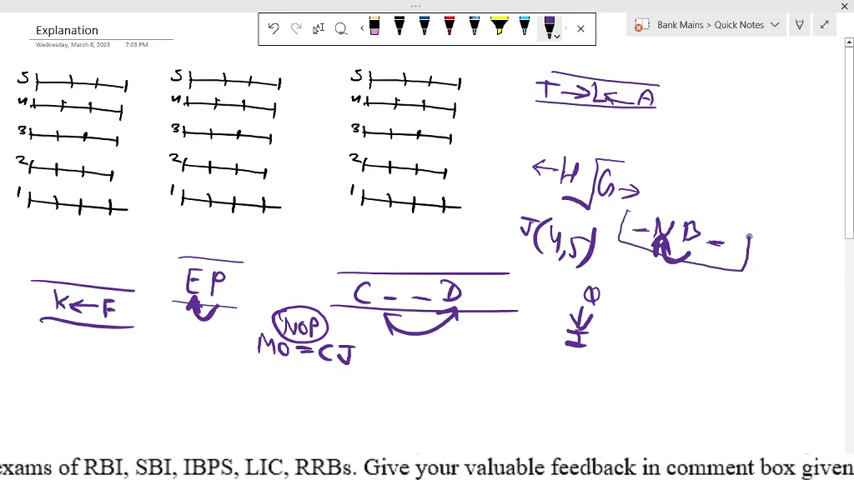 Bank Mains > Quick Notes
Explanation
Wednesday, March 8, 2023 7:03 PM
5 5 5
4 4 4
3 3 3
2 2 2
1 1 1
T → L ← A
← H G →
J (4,5) - N B -
K ← F
E P
C - - D
NOP
MO = CJ
Q
↓
I
exams of RBI, SBI, IBPS, LIC, RRBs. Give your valuable feedback in comment box given